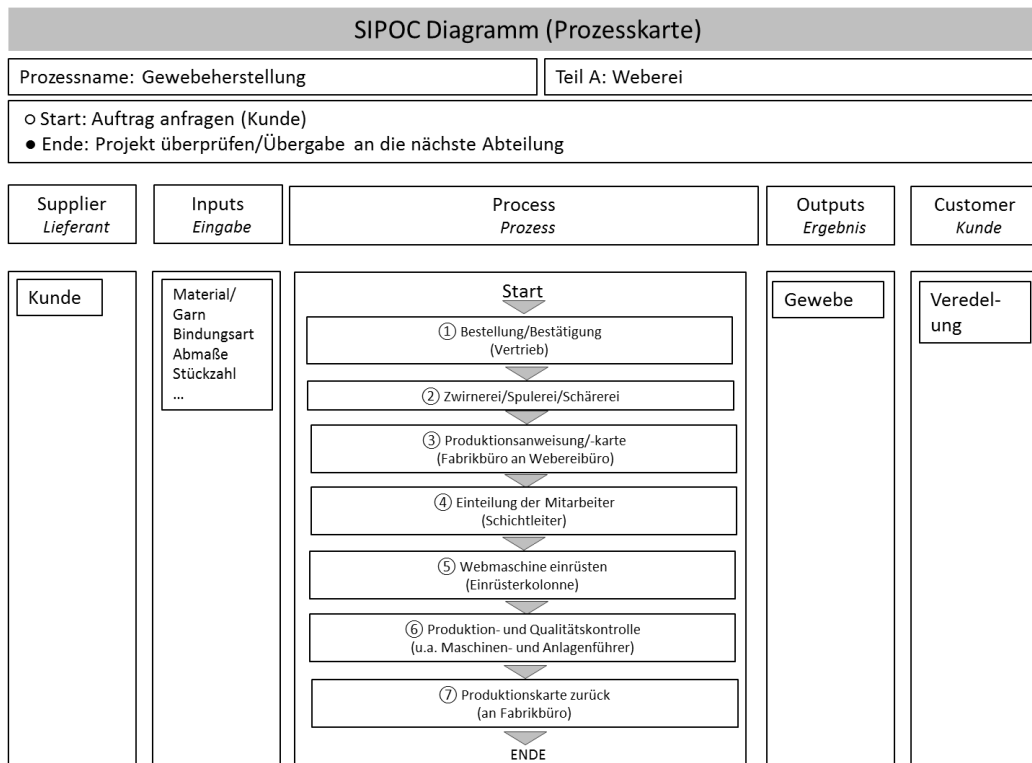 SIPOC Diagramm (Prozesskarte)
Prozessname: Gewebeherstellung
Teil A: Weberei
○ Start: Auftrag anfragen (Kunde)
● Ende: Projekt überprüfen/Übergabe an die nächste Abteilung
Supplier
Lieferant
Inputs
Eingabe
Process
Prozess
Outputs
Ergebnis
Customer
Kunde
Kunde
Material/
Garn
Bindungsart
Abmaße
Stückzahl
...
Start
① Bestellung/Bestätigung
(Vertrieb)
② Zwirnerei/Spulerei/Schärerei
③ Produktionsanweisung/-karte
(Fabrikbüro an Webereibüro)
④ Einteilung der Mitarbeiter
(Schichtleiter)
⑤ Webmaschine einrüsten
(Einrüsterkolonne)
⑥ Produktion- und Qualitätskontrolle
(u.a. Maschinen- und Anlagenführer)
⑦ Produktionskarte zurück
(an Fabrikbüro)
ENDE
Gewebe
Veredel-
ung